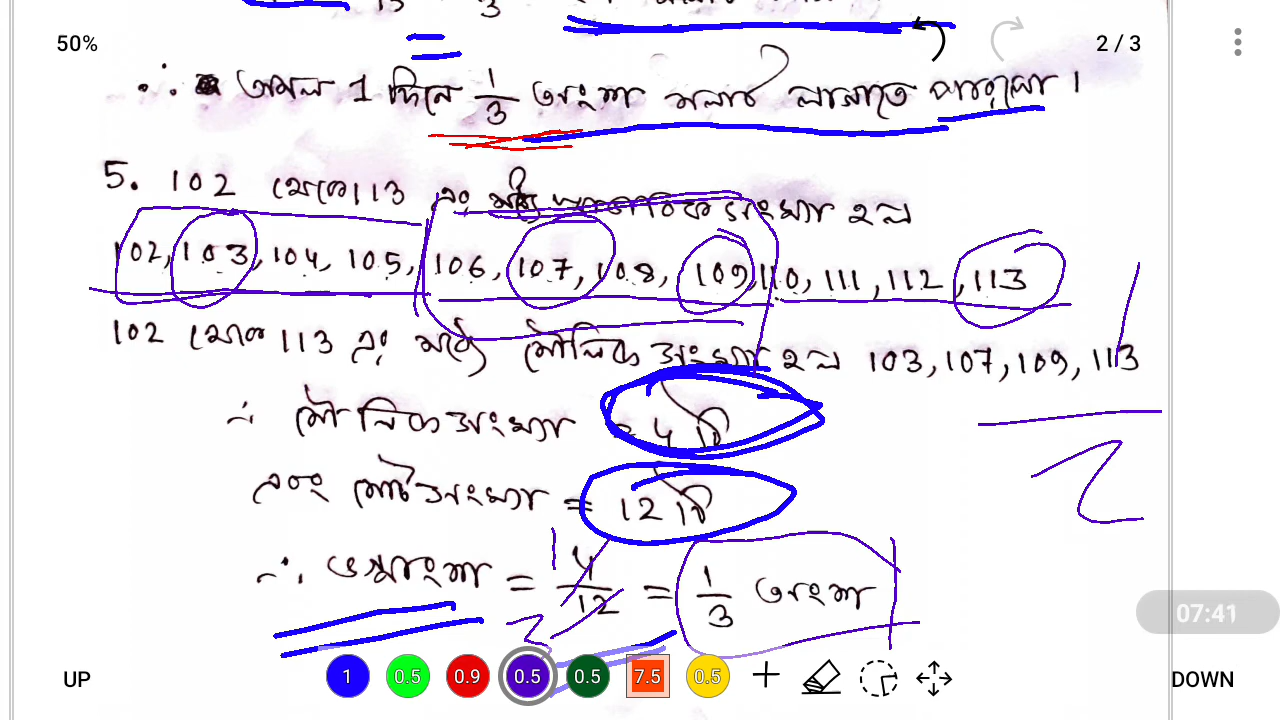 50%
2 / 3
13 3
∴ অমল 1 দিনে 1/3 অংশ মলাট লাগাতে পারলো।
5. 102 থেকে 113 এর মধ্যে স্বাভাবিক সংখ্যা হল
102, 103, 104, 105, 106, 107, 108, 109, 110, 111, 112, 113
102 থেকে 113 এর মধ্যে মৌলিক সংখ্যা হল 103, 107, 109, 113
∴ মৌলিক সংখ্যা = 4 টি
এবং মোট সংখ্যা = 12 টি
∴ ভগ্নাংশ = 4/12 = 1/3 অংশ
07:41
UP
1 0.5 0.9 0.5 0.5 7.5 0.5
DOWN